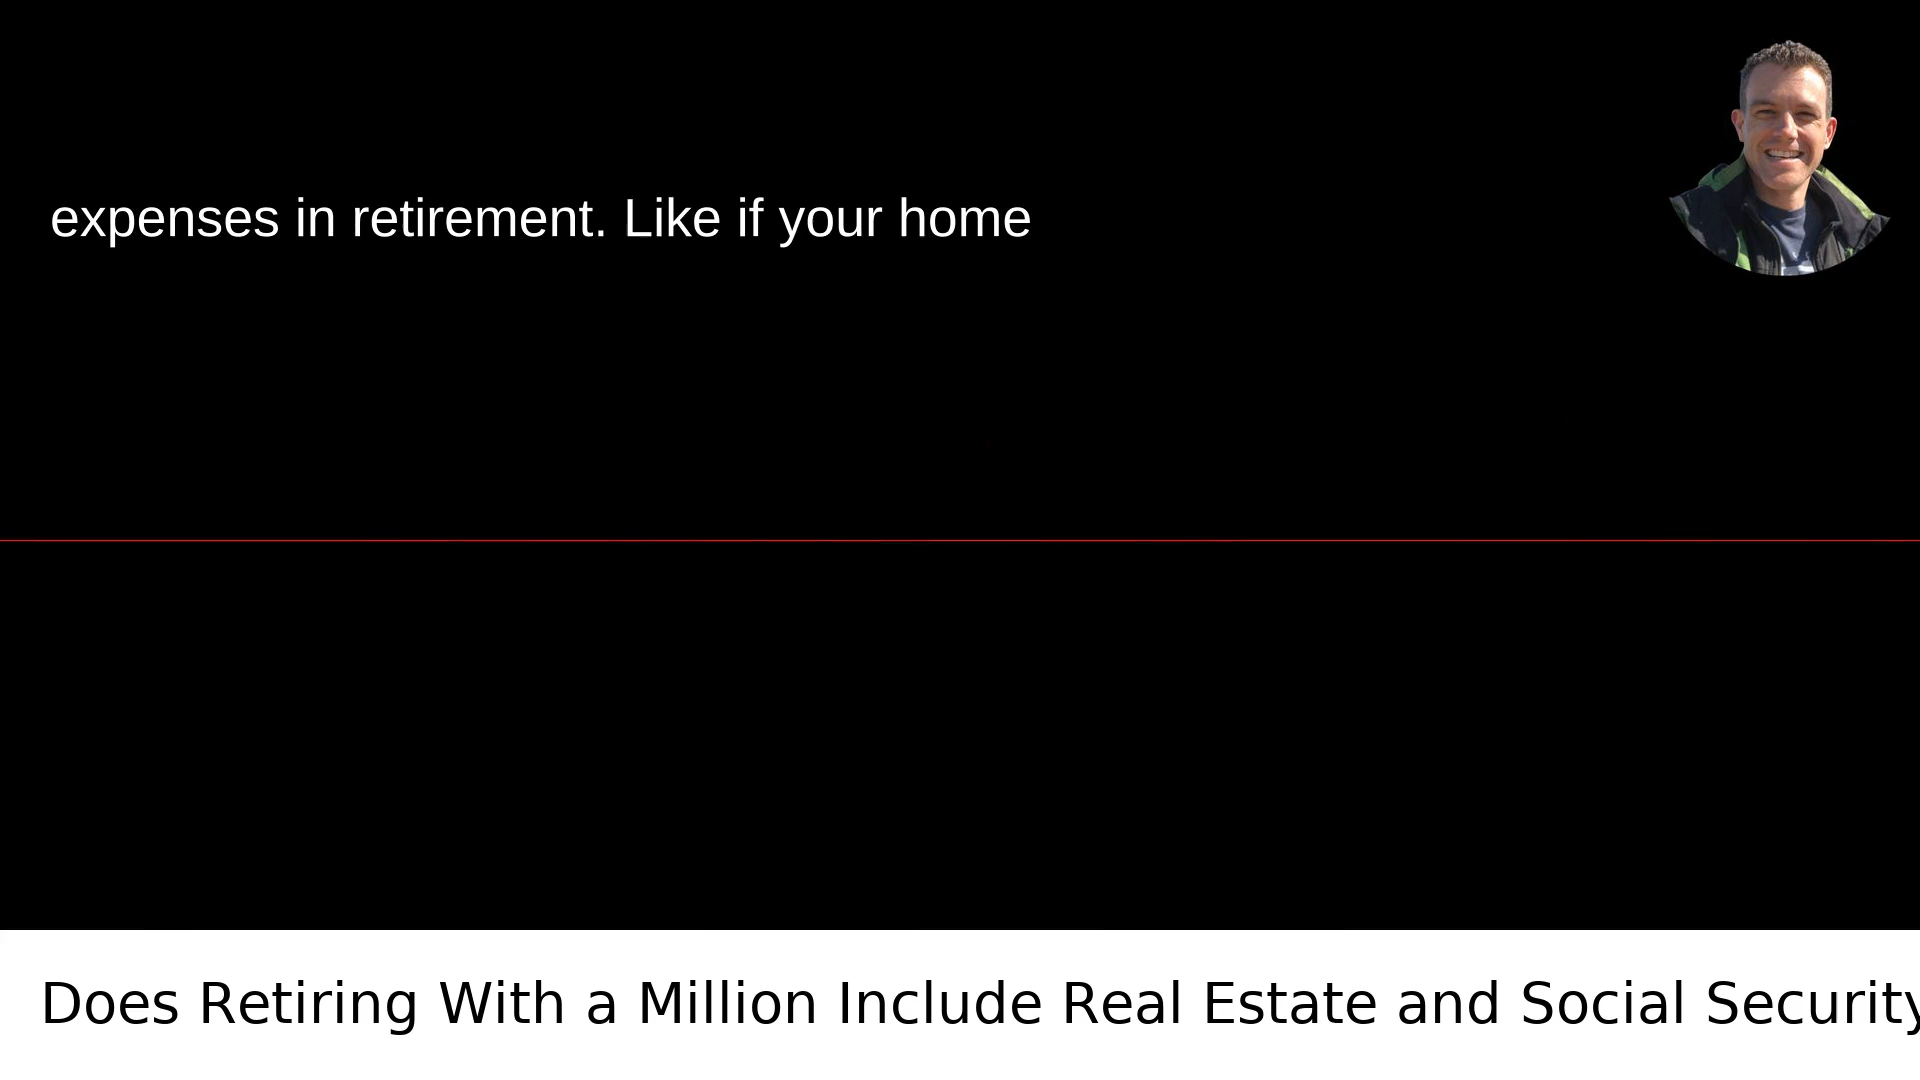 expenses in retirement. Like if your home
Does Retiring With a Million Include Real Estate and Social Security